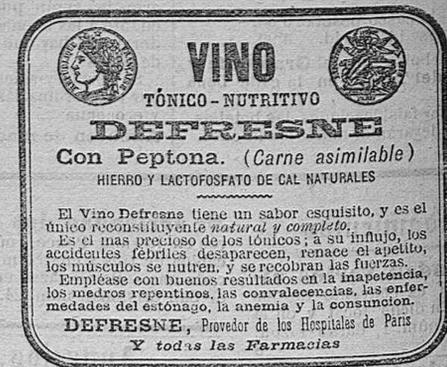 RÉPUBLIQUE FRANÇAISE
VINO
TÓNICO-NUTRITIVO
DEFRESNE
Con Peptona. (Carne asimilable)
HIERRO Y LACTOFOSFATO DE CAL NATURALES
El Vino Defresne tiene un sabor esquisito, y es el
único reconstituyente natural y completo.
Es el mas precioso de los tónicos; a su influjo, los
accidentes fébriles desaparecen, renace el apetito,
los músculos se nutren, y se recobran las fuerzas.
Empléase con buenos resultados en la inapetencia,
los medros repentinos, las convalecencias, las enfer-
medades del estónago, la anemia y la consuncion.
DEFRESNE, Provedor de los Hospitales de Paris
Y todas las Farmacias